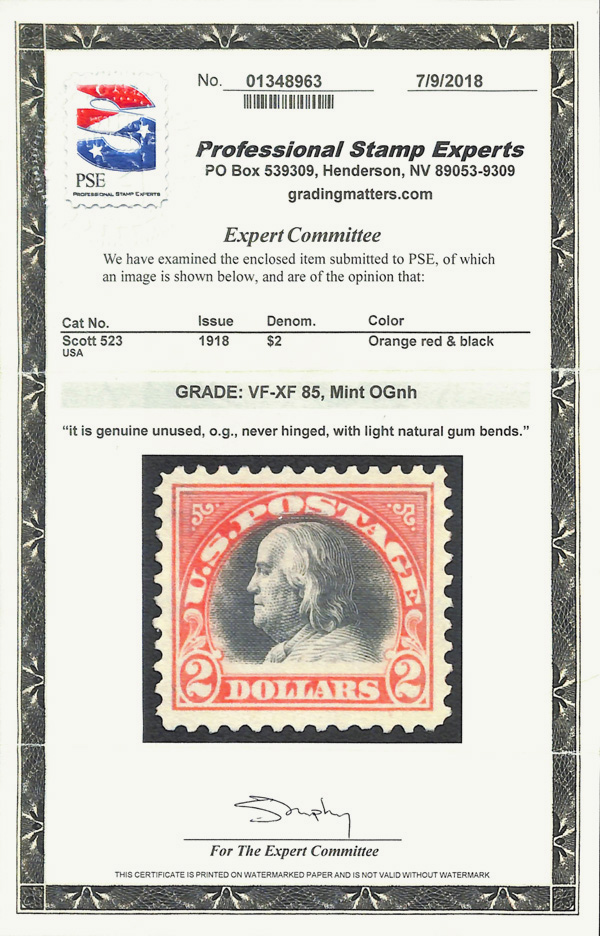 No. 01348963 7/9/2018
PSE
PROFESSIONAL STAMP EXPERTS
Professional Stamp Experts
PO Box 539309, Henderson, NV 89053-9309
gradingmatters.com
Expert Committee
We have examined the enclosed item submitted to PSE, of which
an image is shown below, and are of the opinion that:
Cat No. Issue Denom. Color
Scott 523 1918 $2 Orange red & black
USA
GRADE: VF-XF 85, Mint OGnh
“it is genuine unused, o.g., never hinged, with light natural gum bends.”
U.S. POSTAGE
2 DOLLARS 2
For The Expert Committee
THIS CERTIFICATE IS PRINTED ON WATERMARKED PAPER AND IS NOT VALID WITHOUT WATERMARK